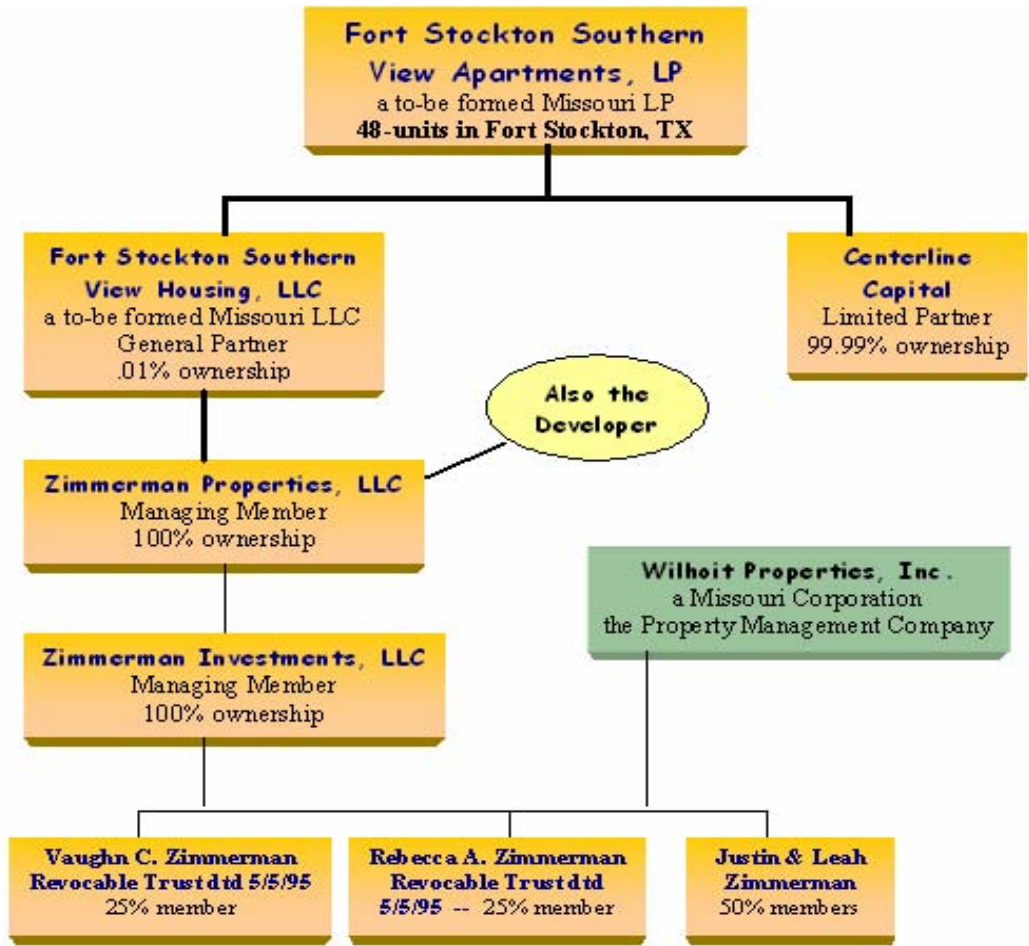 Fort Stockton Southern
View Apartments, LP
a to-be formed Missouri LP
48-units in Fort Stockton, TX
Fort Stockton Southern
View Housing, LLC
a to-be formed Missouri LLC
General Partner
.01% ownership
Centerline
Capital
Limited Partner
99.99% ownership
Also the
Developer
Zimmerman Properties, LLC
Managing Member
100% ownership
Wilhoit Properties, Inc.
a Missouri Corporation
the Property Management Company
Zimmerman Investments, LLC
Managing Member
100% ownership
Vaughn C. Zimmerman
Revocable Trust dtd 5/5/95
25% member
Rebecca A. Zimmerman
Revocable Trust dtd
5/5/95 -- 25% member
Justin & Leah
Zimmerman
50% members